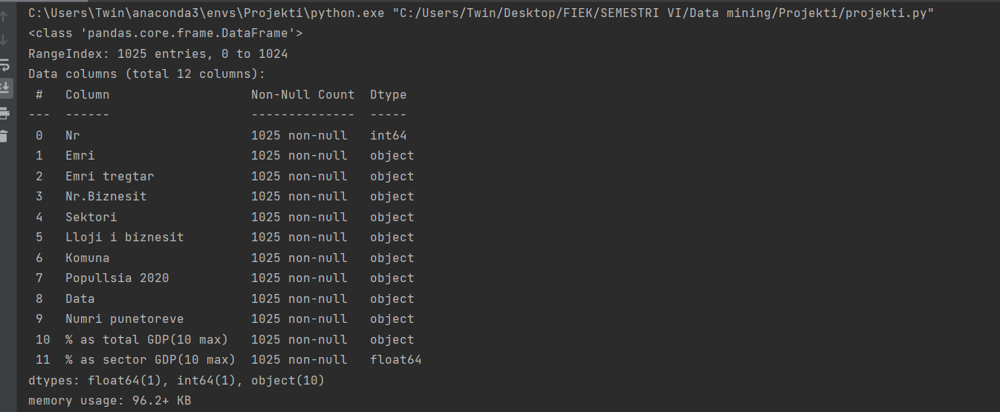 C:\Users\Twin\anaconda3\envs\Projekti\python.exe "C:/Users/Twin/Desktop/FIEK/SEMESTRI VI/Data mining/Projekti/projekti.py"
<class 'pandas.core.frame.DataFrame'>
RangeIndex: 1025 entries, 0 to 1024
Data columns (total 12 columns):
 #   Column                   Non-Null Count  Dtype
---  ------                   --------------  -----
 0   Nr                       1025 non-null   int64
 1   Emri                     1025 non-null   object
 2   Emri tregtar             1025 non-null   object
 3   Nr.Biznesit              1025 non-null   object
 4   Sektori                  1025 non-null   object
 5   Lloji i biznesit         1025 non-null   object
 6   Komuna                   1025 non-null   object
 7   Popullsia 2020           1025 non-null   object
 8   Data                     1025 non-null   object
 9   Numri punetoreve         1025 non-null   object
 10  % as total GDP(10 max)   1025 non-null   object
 11  % as sector GDP(10 max)  1025 non-null   float64
dtypes: float64(1), int64(1), object(10)
memory usage: 96.2+ KB